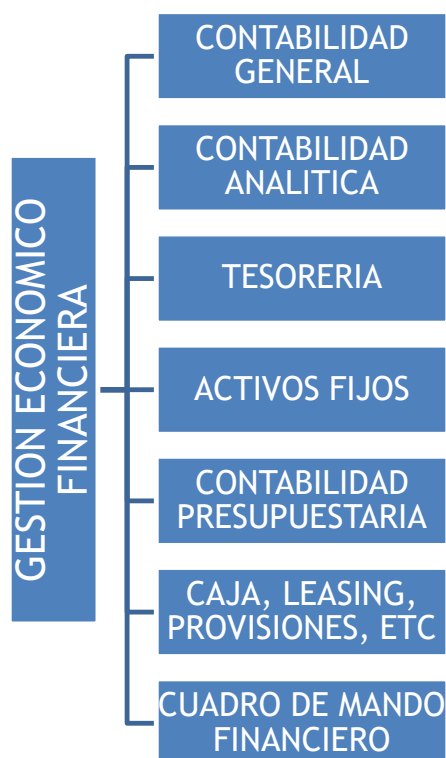 GESTION ECONOMICO
FINANCIERA
CONTABILIDAD
GENERAL
CONTABILIDAD
ANALITICA
TESORERIA
ACTIVOS FIJOS
CONTABILIDAD
PRESUPUESTARIA
CAJA, LEASING,
PROVISIONES, ETC
CUADRO DE MANDO
FINANCIERO